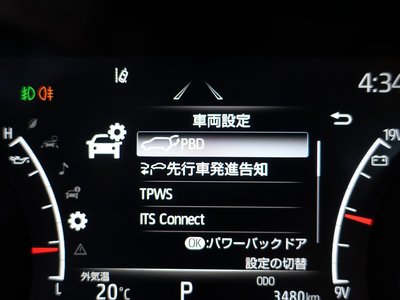 4:34
車両設定
PBD
先行車発進告知
TPWS
ITS Connect
OK:パワーバックドア
設定の切替
H
L
19V
9V
外気温
20℃
P
ODO
3480km